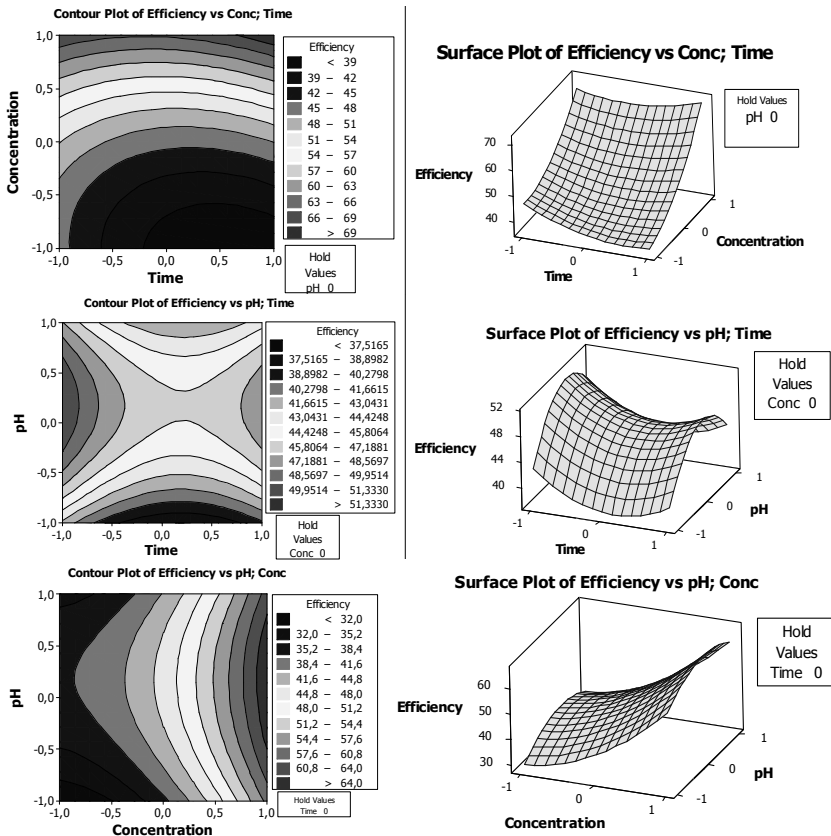 Contour Plot of Efficiency vs Conc; Time
Concentration
1,0
0,5
0,0
-0,5
-1,0
-1,0 -0,5 0,0 0,5 1,0
Time
Efficiency
< 39
39 – 42
42 – 45
45 – 48
48 – 51
51 – 54
54 – 57
57 – 60
60 – 63
63 – 66
66 – 69
> 69
Hold
Values
pH 0
Surface Plot of Efficiency vs Conc; Time
Hold Values
pH 0
70
60
50
40
Efficiency
-1
0
1
Time
1
0
-1
Concentration
Contour Plot of Efficiency vs pH; Time
pH
1,0
0,5
0,0
-0,5
-1,0
-1,0 -0,5 0,0 0,5 1,0
Time
Efficiency
< 37,5165
37,5165 – 38,8982
38,8982 – 40,2798
40,2798 – 41,6615
41,6615 – 43,0431
43,0431 – 44,4248
44,4248 – 45,8064
45,8064 – 47,1881
47,1881 – 48,5697
48,5697 – 49,9514
49,9514 – 51,3330
> 51,3330
Hold
Values
Conc 0
Surface Plot of Efficiency vs pH; Time
Hold
Values
Conc 0
52
48
44
40
Efficiency
-1
0
1
Time
1
0
-1
pH
Contour Plot of Efficiency vs pH; Conc
pH
1,0
0,5
0,0
-0,5
-1,0
-1,0 -0,5 0,0 0,5 1,0
Concentration
Efficiency
< 32,0
32,0 – 35,2
35,2 – 38,4
38,4 – 41,6
41,6 – 44,8
44,8 – 48,0
48,0 – 51,2
51,2 – 54,4
54,4 – 57,6
57,6 – 60,8
60,8 – 64,0
> 64,0
Hold Values
Time 0
Surface Plot of Efficiency vs pH; Conc
Hold
Values
Time 0
60
50
40
30
Efficiency
-1
0
1
Concentration
1
0
-1
pH